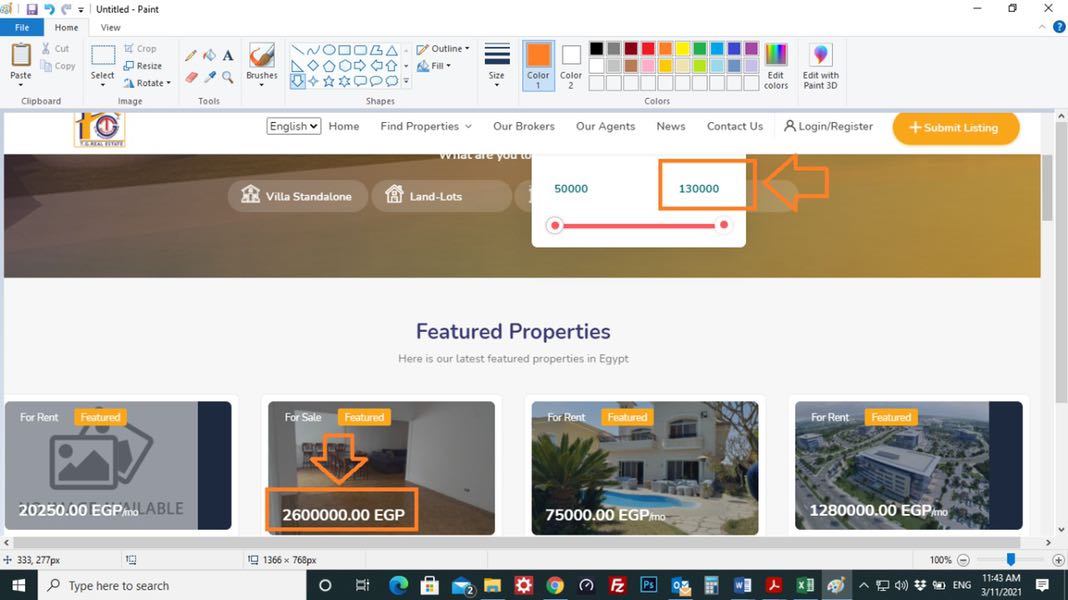 Untitled - Paint
File
Home
View
Paste
Cut
Copy
Clipboard
Select
Crop
Resize
Rotate
Image
Tools
Brushes
Shapes
Outline
Fill
Size
Color
1
Color
2
Colors
Edit
colors
Edit with
Paint 3D
T.G.REAL ESTATE
English
Home
Find Properties
Our Brokers
Our Agents
News
Contact Us
Login/Register
+ Submit Listing
What are you lo
Villa Standalone
Land-Lots
50000
130000
Featured Properties
Here is our latest featured properties in Egypt
For Rent
Featured
NO IMAGE AVAILABLE
20250.00 EGP/mo
For Sale
Featured
2600000.00 EGP
For Rent
Featured
75000.00 EGP/mo
For Rent
Featured
1280000.00 EGP/mo
333, 277px
1366 × 768px
100%
Type here to search
2
ENG
11:43 AM
3/11/2021